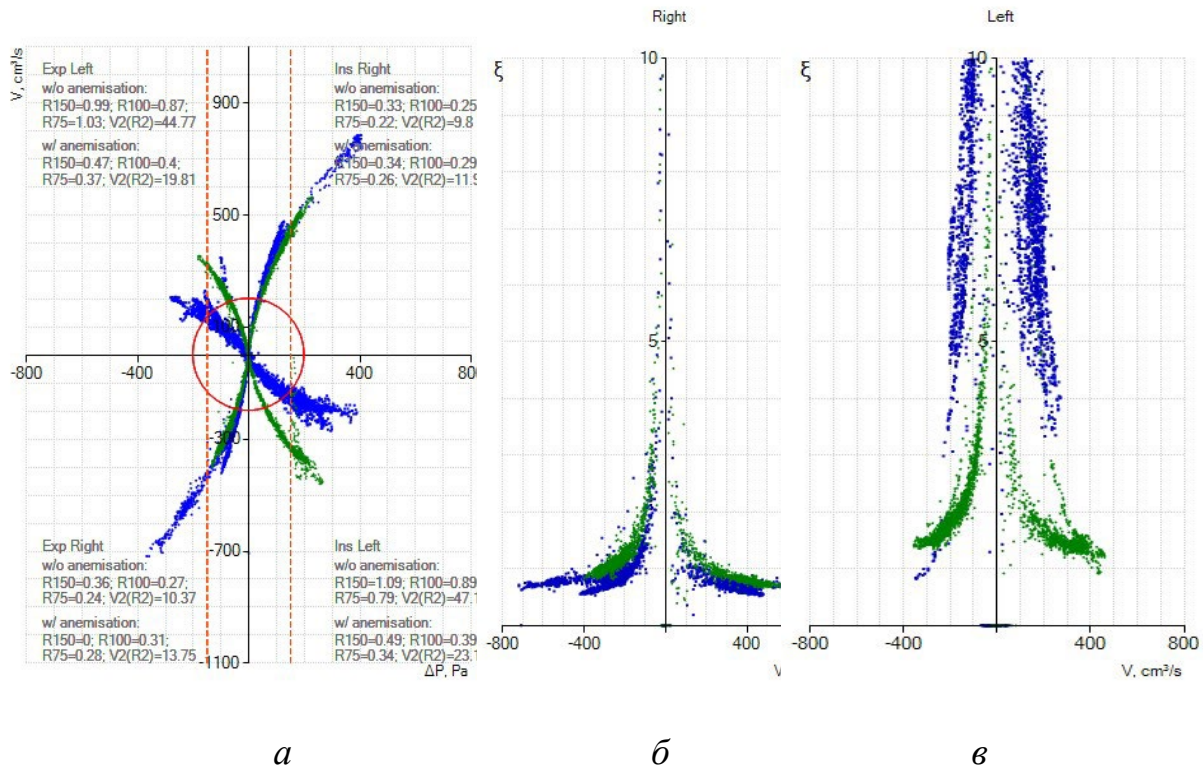 Right
Left
V, cm³/s
Exp Left
w/o anemisation:
R150=0.99; R100=0.87;
R75=1.03; V2(R2)=44.77
w/ anemisation:
R150=0.47; R100=0.4;
R75=0.37; V2(R2)=19.81
Ins Right
w/o anemisation:
R150=0.33; R100=0.25
R75=0.22; V2(R2)=9.8
w/ anemisation:
R150=0.34; R100=0.29
R75=0.26; V2(R2)=11.9
900
500
-300
-700
-1100
-800
-400
400
ΔP, Pa
Exp Right
w/o anemisation:
R150=0.36; R100=0.27;
R75=0.24; V2(R2)=10.37
w/ anemisation:
R150=0; R100=0.31;
R75=0.28; V2(R2)=13.75
Ins Left
w/o anemisation:
R150=1.09; R100=0.89
R75=0.79; V2(R2)=47.1
w/ anemisation:
R150=0.49; R100=0.39
R75=0.34; V2(R2)=23.1
ξ
10
5
-800
-400
0
400
ξ
10
5
-800
-400
0
400
800
V, cm³/s
а
б
в